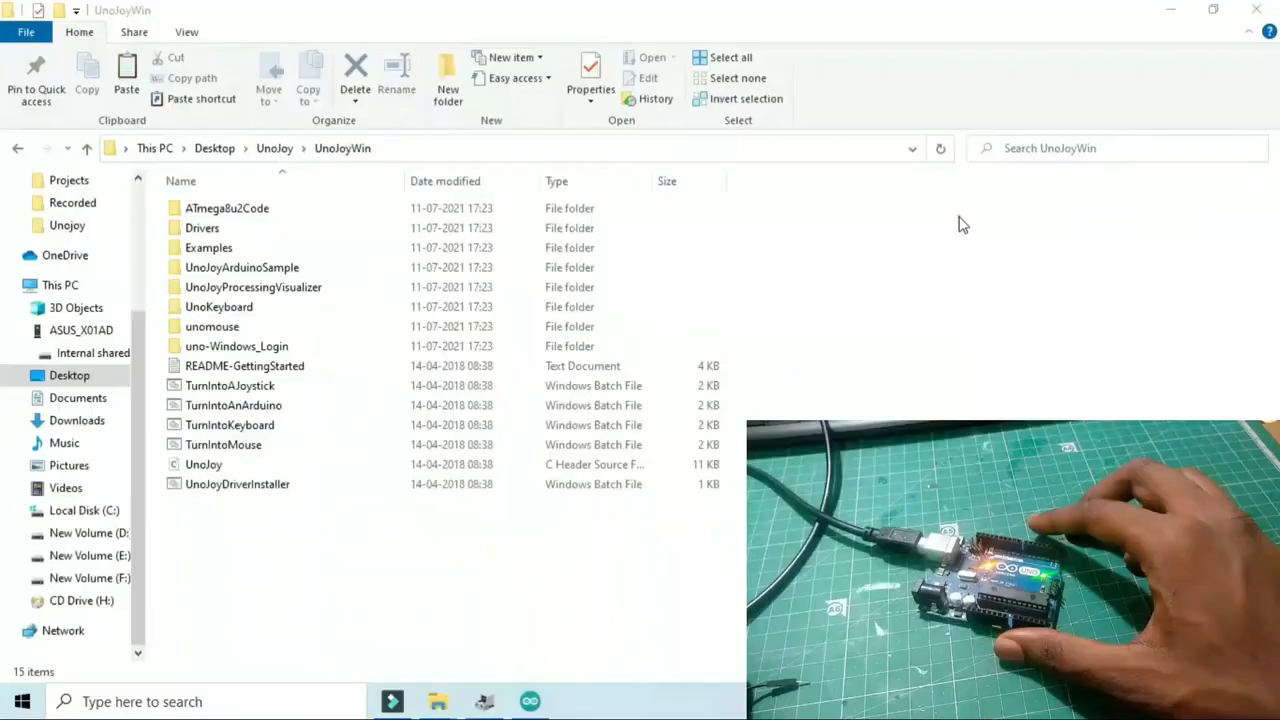 UnoJoyWin
File Home Share View
Pin to Quick access
Copy
Paste
Cut
Copy path
Paste shortcut
Move to
Copy to
Delete
Rename
New folder
New item
Easy access
Properties
Open
Edit
History
Select all
Select none
Invert selection
Clipboard Organize New Open Select
This PC > Desktop > UnoJoy > UnoJoyWin
Search UnoJoyWin
Projects
Recorded
Unojoy
OneDrive
This PC
3D Objects
ASUS_X01AD
Internal shared
Desktop
Documents
Downloads
Music
Pictures
Videos
Local Disk (C:)
New Volume (D:
New Volume (E:)
New Volume (F:)
CD Drive (H:)
Network
Name Date modified Type Size
ATmega8u2Code 11-07-2021 17:23 File folder
Drivers 11-07-2021 17:23 File folder
Examples 11-07-2021 17:23 File folder
UnoJoyArduinoSample 11-07-2021 17:23 File folder
UnoJoyProcessingVisualizer 11-07-2021 17:23 File folder
UnoKeyboard 11-07-2021 17:23 File folder
unomouse 11-07-2021 17:23 File folder
uno-Windows_Login 11-07-2021 17:23 File folder
README-GettingStarted 14-04-2018 08:38 Text Document 4 KB
TurnIntoAJoystick 14-04-2018 08:38 Windows Batch File 2 KB
TurnIntoAnArduino 14-04-2018 08:38 Windows Batch File 2 KB
TurnIntoKeyboard 14-04-2018 08:38 Windows Batch File 2 KB
TurnIntoMouse 14-04-2018 08:38 Windows Batch File 2 KB
UnoJoy 14-04-2018 08:38 C Header Source F... 11 KB
UnoJoyDriverInstaller 14-04-2018 08:38 Windows Batch File 1 KB
15 items
Type here to search
A5
UNO
A6